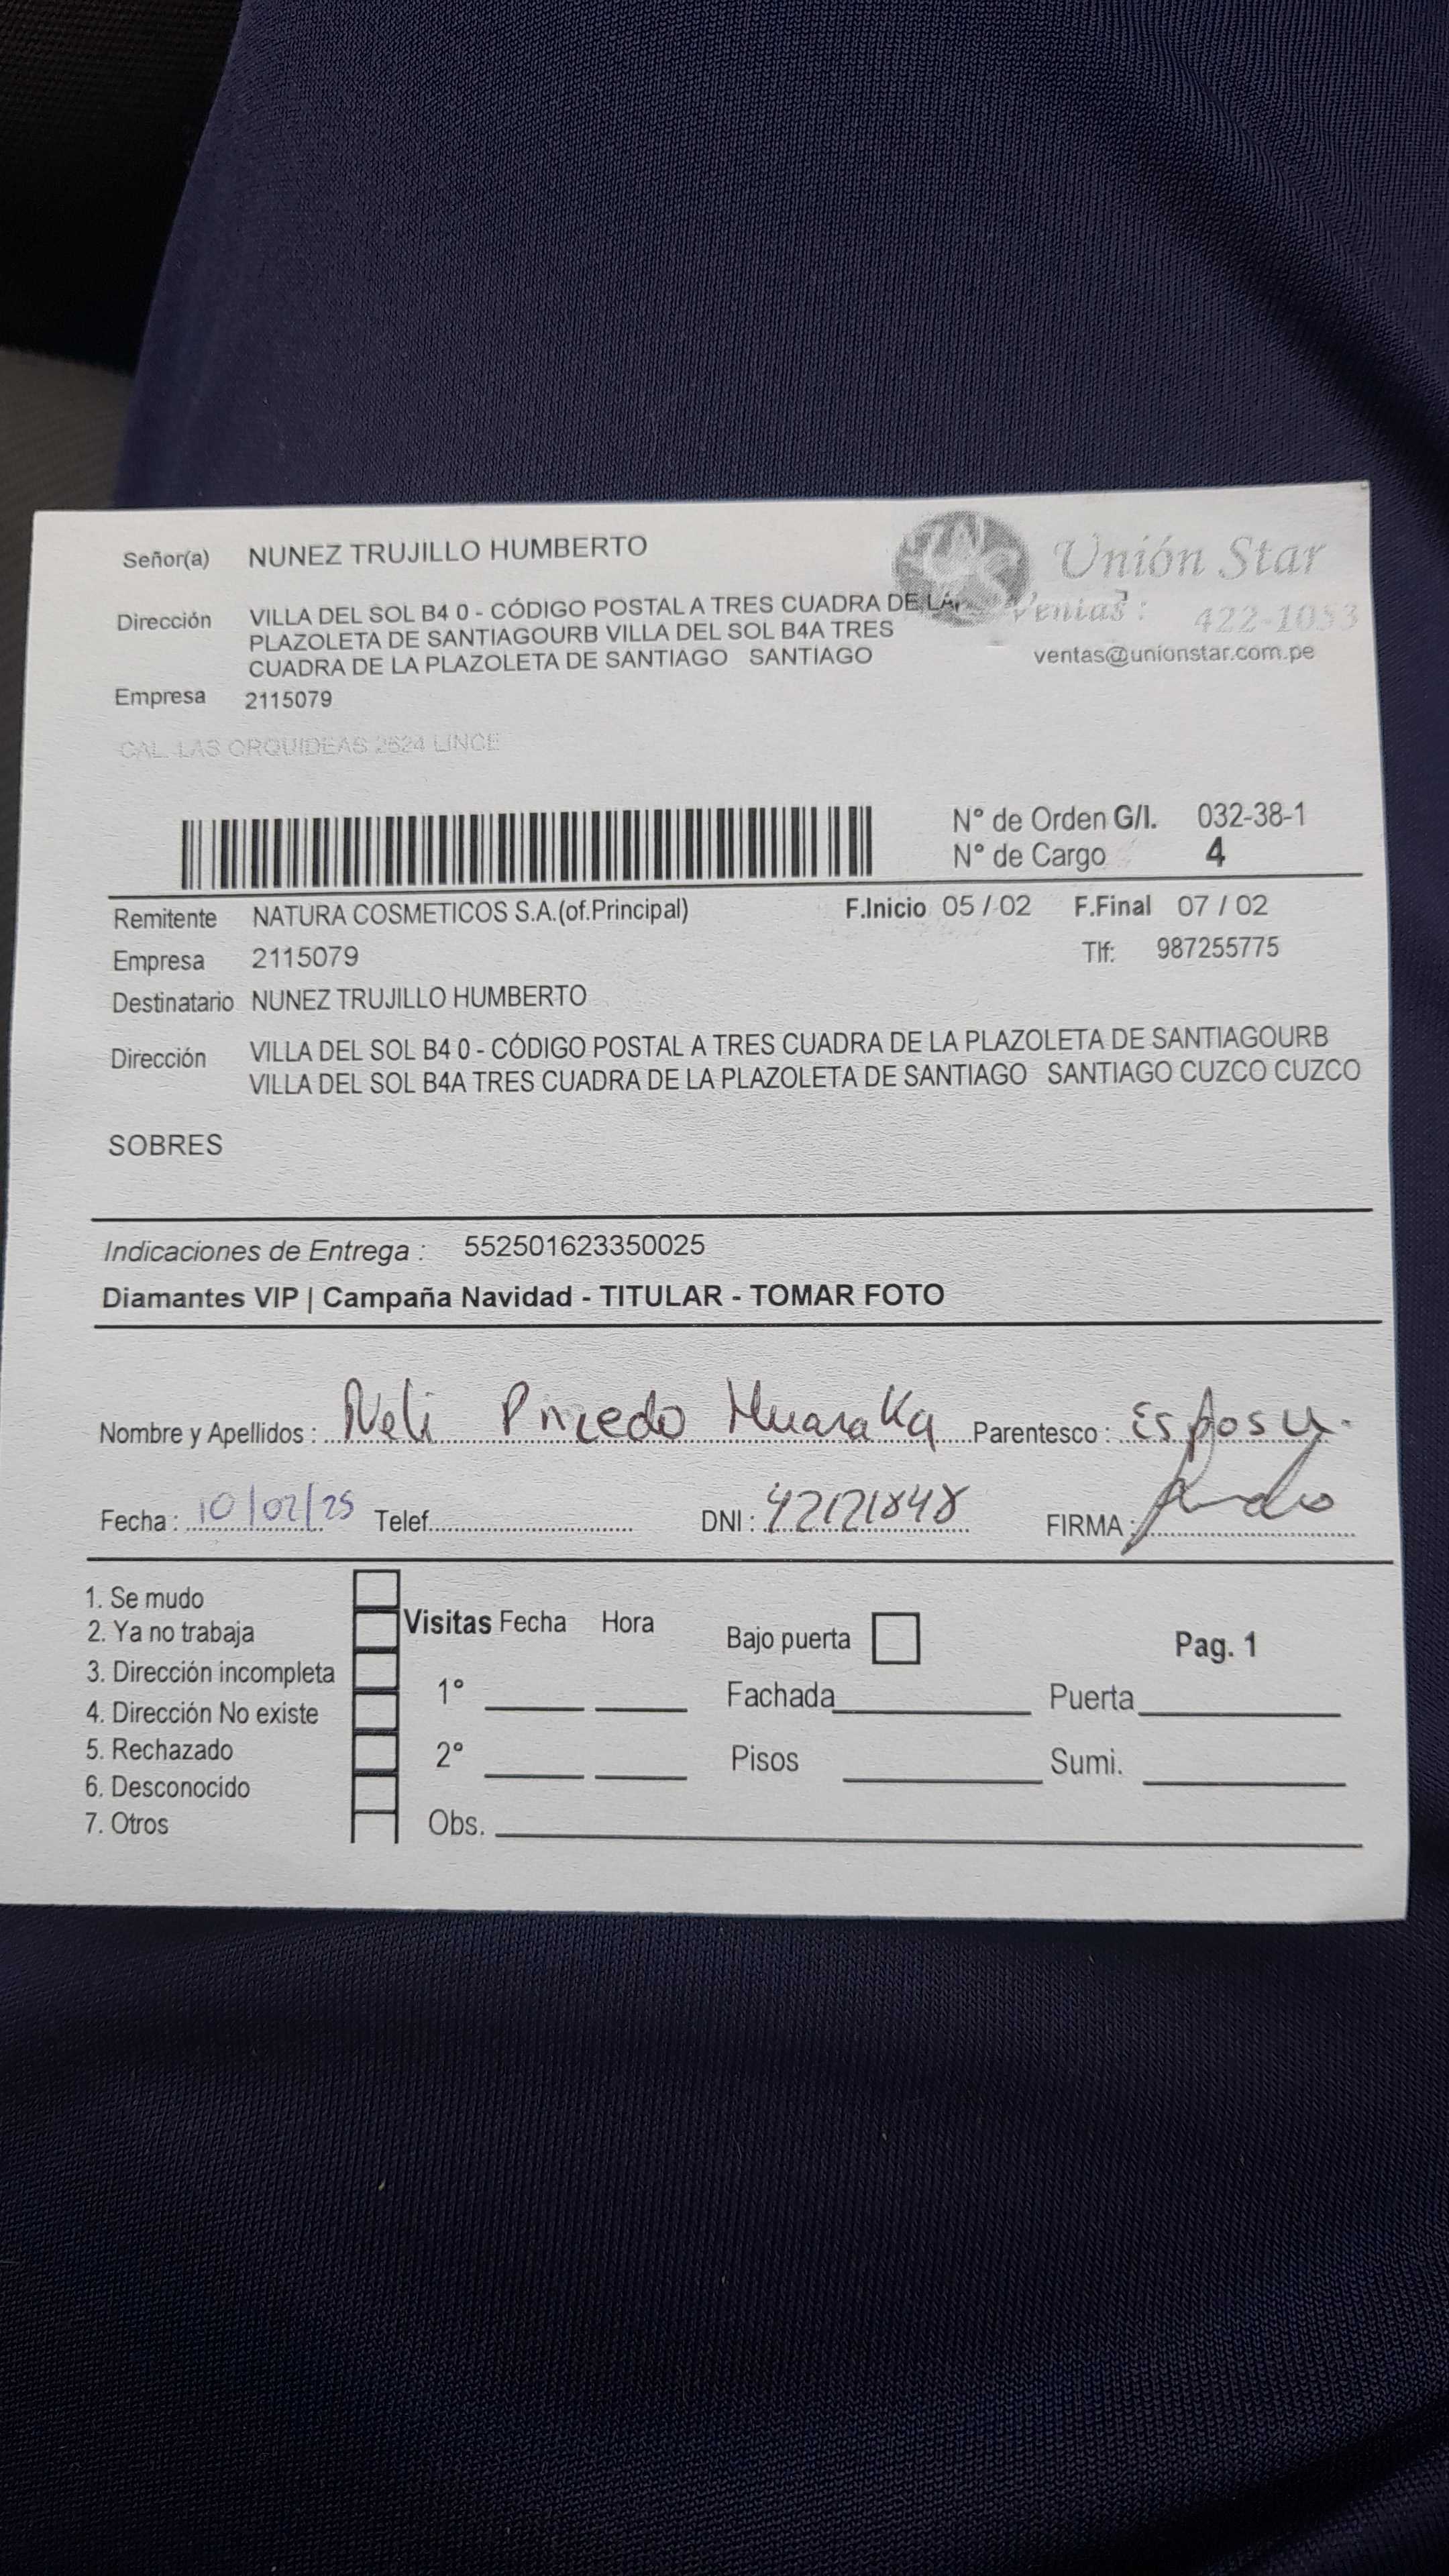 Señor(a) NUNEZ TRUJILLO HUMBERTO
Unión Star
Ventas : 422-1053
ventas@unionstar.com.pe
Dirección VILLA DEL SOL B4 0 - CÓDIGO POSTAL A TRES CUADRA DE LA
PLAZOLETA DE SANTIAGOURB VILLA DEL SOL B4A TRES
CUADRA DE LA PLAZOLETA DE SANTIAGO SANTIAGO
Empresa 2115079
CAL. LAS ORQUIDEAS 2624 LINCE
N° de Orden G/I. 032-38-1
N° de Cargo 4
Remitente NATURA COSMETICOS S.A.(of.Principal) F.Inicio 05 / 02 F.Final 07 / 02
Empresa 2115079 Tlf: 987255775
Destinatario NUNEZ TRUJILLO HUMBERTO
Dirección VILLA DEL SOL B4 0 - CÓDIGO POSTAL A TRES CUADRA DE LA PLAZOLETA DE SANTIAGOURB
VILLA DEL SOL B4A TRES CUADRA DE LA PLAZOLETA DE SANTIAGO SANTIAGO CUZCO CUZCO
SOBRES
Indicaciones de Entrega : 552501623350025
Diamantes VIP | Campaña Navidad - TITULAR - TOMAR FOTO
Nombre y Apellidos : Neli Parentesco : Esposa.
Fecha : 10/02/25 Telef. DNI : 42121848 FIRMA :
1. Se mudo
2. Ya no trabaja
3. Dirección incompleta
4. Dirección No existe
5. Rechazado
6. Desconocido
7. Otros
Visitas Fecha Hora
1°
2°
Obs.
Bajo puerta
Pag. 1
Fachada Puerta
Pisos Sumi.